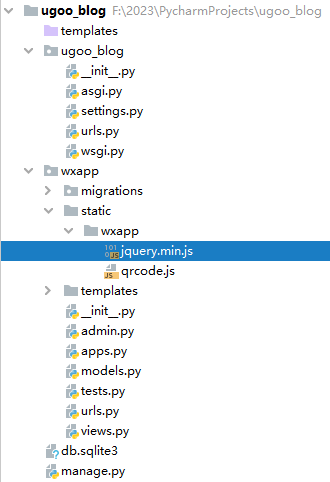 ugoo_blog F:\2023\PycharmProjects\ugoo_blog
templates
ugoo_blog
__init__.py
asgi.py
settings.py
urls.py
wsgi.py
wxapp
migrations
static
wxapp
jquery.min.js
qrcode.js
templates
__init__.py
admin.py
apps.py
models.py
tests.py
urls.py
views.py
db.sqlite3
manage.py